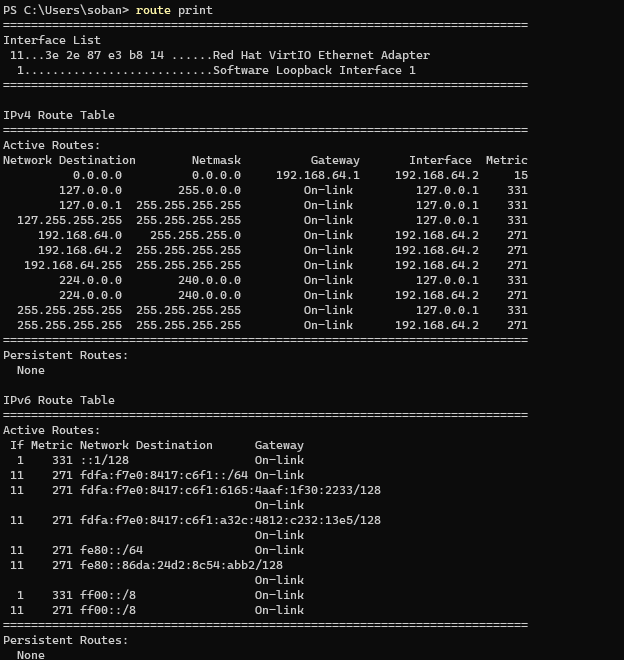 PS C:\Users\soban> route print
===========================================================================
Interface List
 11...3e 2e 87 e3 b8 14 ......Red Hat VirtIO Ethernet Adapter
  1...........................Software Loopback Interface 1
===========================================================================

IPv4 Route Table
===========================================================================
Active Routes:
Network Destination        Netmask          Gateway       Interface  Metric
          0.0.0.0          0.0.0.0     192.168.64.1     192.168.64.2     15
        127.0.0.0        255.0.0.0         On-link         127.0.0.1    331
        127.0.0.1  255.255.255.255         On-link         127.0.0.1    331
  127.255.255.255  255.255.255.255         On-link         127.0.0.1    331
     192.168.64.0    255.255.255.0         On-link      192.168.64.2    271
     192.168.64.2  255.255.255.255         On-link      192.168.64.2    271
   192.168.64.255  255.255.255.255         On-link      192.168.64.2    271
        224.0.0.0        240.0.0.0         On-link         127.0.0.1    331
        224.0.0.0        240.0.0.0         On-link      192.168.64.2    271
  255.255.255.255  255.255.255.255         On-link         127.0.0.1    331
  255.255.255.255  255.255.255.255         On-link      192.168.64.2    271
===========================================================================
Persistent Routes:
  None

IPv6 Route Table
===========================================================================
Active Routes:
 If Metric Network Destination      Gateway
  1    331 ::1/128                  On-link
 11    271 fdfa:f7e0:8417:c6f1::/64 On-link
 11    271 fdfa:f7e0:8417:c6f1:6165:4aaf:1f30:2233/128
                                    On-link
 11    271 fdfa:f7e0:8417:c6f1:a32c:4812:c232:13e5/128
                                    On-link
 11    271 fe80::/64                On-link
 11    271 fe80::86da:24d2:8c54:abb2/128
                                    On-link
  1    331 ff00::/8                 On-link
 11    271 ff00::/8                 On-link
===========================================================================
Persistent Routes:
  None